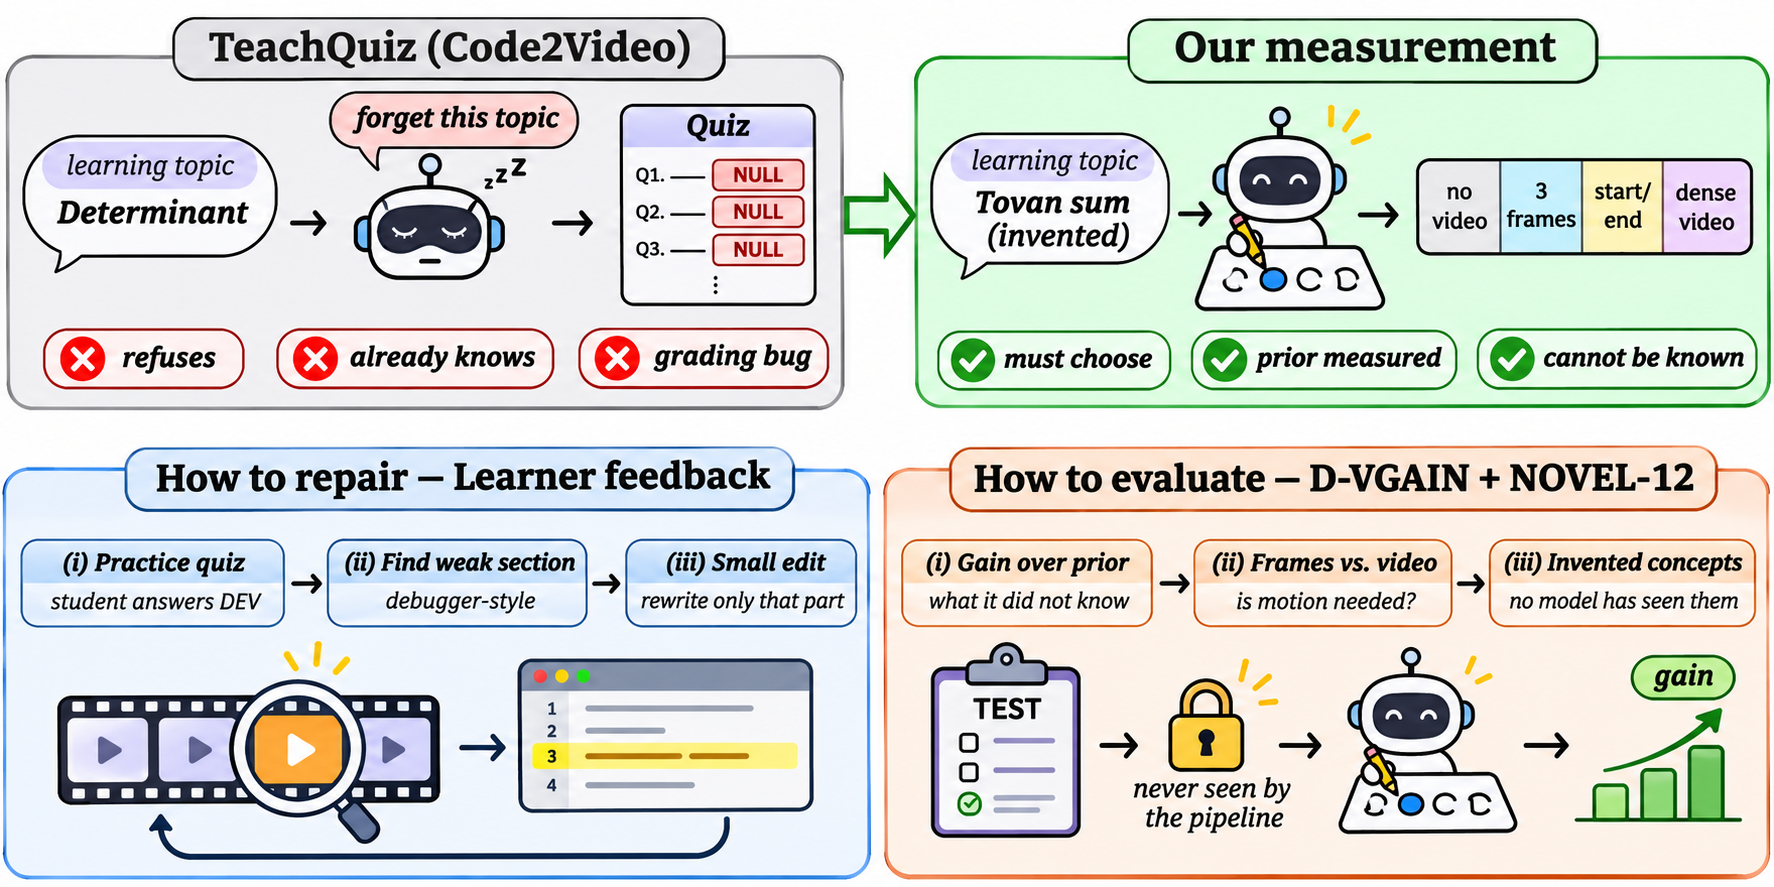 TeachQuiz (Code2Video)
learning topic
Determinant
forget this topic
z z z
Quiz
Q1. NULL
Q2. NULL
Q3. NULL
refuses
already knows
grading bug
Our measurement
learning topic
Tovan sum
(invented)
no
video
3
frames
start/
end
dense
video
must choose
prior measured
cannot be known
How to repair – Learner feedback
(i) Practice quiz
student answers DEV
(ii) Find weak section
debugger-style
(iii) Small edit
rewrite only that part
1
2
3
4
How to evaluate – D-VGAIN + NOVEL-12
(i) Gain over prior
what it did not know
(ii) Frames vs. video
is motion needed?
(iii) Invented concepts
no model has seen them
TEST
never seen by
the pipeline
gain